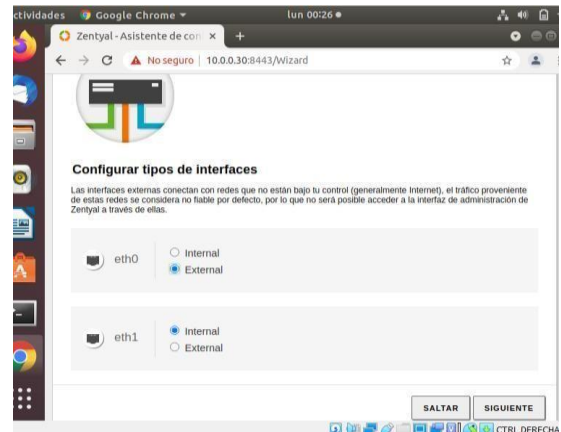 ctividades Google Chrome lun 00:26
Zentyal - Asistente de con × +
No seguro 10.0.0.30:8443/Wizard
Configurar tipos de interfaces
Las interfaces externas conectan con redes que no están bajo tu control (generalmente Internet), el tráfico proveniente
de estas redes se considera no fiable por defecto, por lo que no será posible acceder a la interfaz de administración de
Zentyal a través de ellas.
eth0
Internal
External
eth1
Internal
External
SALTAR SIGUIENTE
CTRL DERECHA